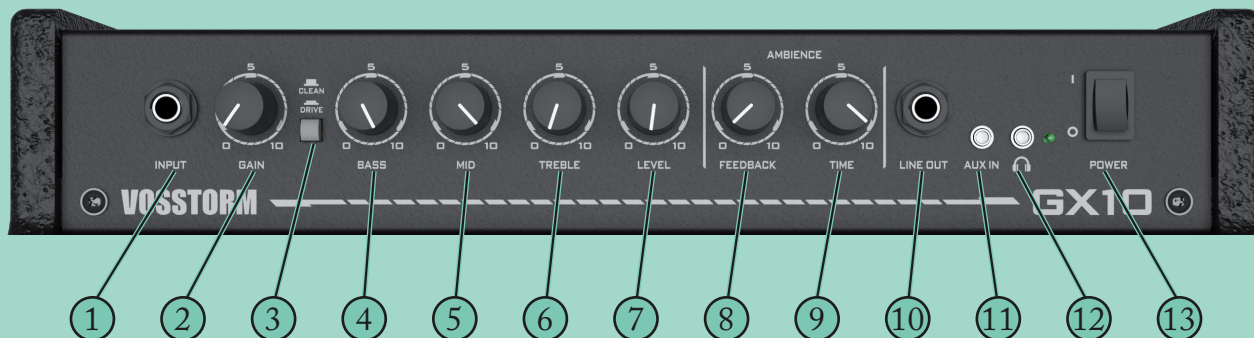 AMBIENCE
5 5 5 5 5 5 5
CLEAN
DRIVE
I
O
0 10 0 10 0 10 0 10 0 10 0 10 0 10
INPUT GAIN BASS MID TREBLE LEVEL FEEDBACK TIME LINE OUT AUX IN POWER
VOSSTORM GX10
1 2 3 4 5 6 7 8 9 10 11 12 13